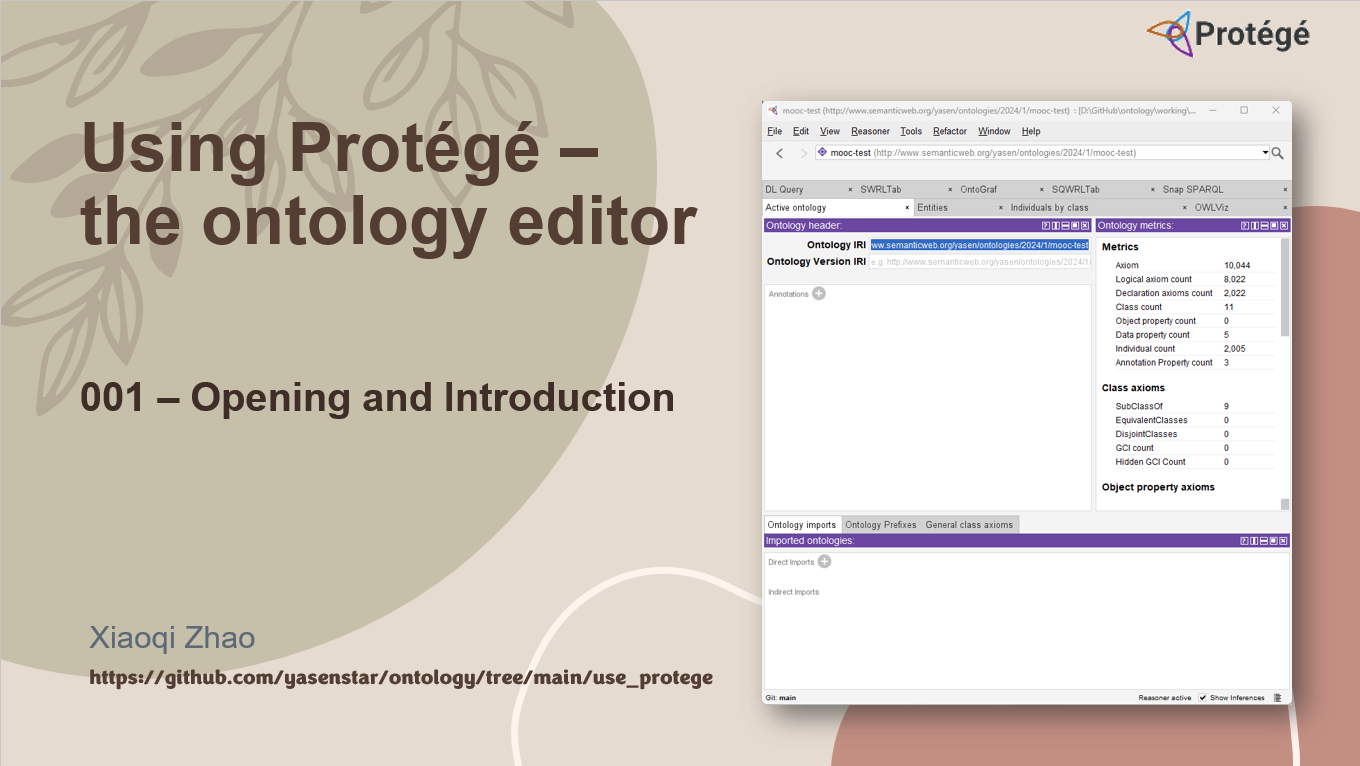 Protégé
Using Protégé –
the ontology editor
001 – Opening and Introduction
Xiaoqi Zhao
https://github.com/yasenstar/ontology/tree/main/use_protege
mooc-test (http://www.semanticweb.org/yasen/ontologies/2024/1/mooc-test) : [D:\GitHub\ontology\working\...
File Edit View Reasoner Tools Refactor Window Help
mooc-test (http://www.semanticweb.org/yasen/ontologies/2024/1/mooc-test)
DL Query × SWRLTab × OntoGraf × SQWRLTab × Snap SPARQL ×
Active ontology × Entities × Individuals by class × OWLViz ×
Ontology header:
Ontology IRI ww.semanticweb.org/yasen/ontologies/2024/1/mooc-test
Ontology Version IRI e.g. http://www.semanticweb.org/yasen/ontologies/2024/1/
Annotations
Ontology metrics:
Metrics
Axiom 10,044
Logical axiom count 8,022
Declaration axioms count 2,022
Class count 11
Object property count 0
Data property count 5
Individual count 2,005
Annotation Property count 3
Class axioms
SubClassOf 9
EquivalentClasses 0
DisjointClasses 0
GCI count 0
Hidden GCI Count 0
Object property axioms
Ontology imports Ontology Prefixes General class axioms
Imported ontologies:
Direct Imports
Indirect Imports
Git: main
Reasoner active Show Inferences